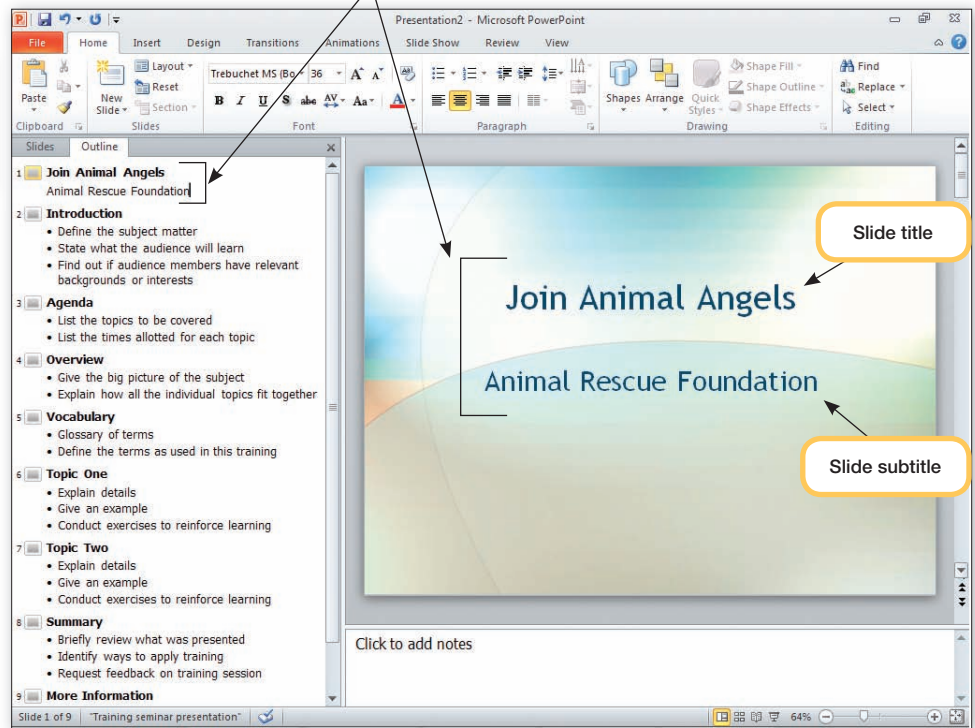 Presentation2 - Microsoft PowerPoint
File Home Insert Design Transitions Animations Slide Show Review View
Paste
New Slide
Layout
Reset
Section
Trebuchet MS (Bo 36 A A
B I U S abc AV Aa A
Shapes Arrange Quick Styles
Shape Fill
Shape Outline
Shape Effects
Find
Replace
Select
Clipboard Slides Font Paragraph Drawing Editing
Slides Outline
1 Join Animal Angels
Animal Rescue Foundation
2 Introduction
• Define the subject matter
• State what the audience will learn
• Find out if audience members have relevant
backgrounds or interests
3 Agenda
• List the topics to be covered
• List the times allotted for each topic
4 Overview
• Give the big picture of the subject
• Explain how all the individual topics fit together
5 Vocabulary
• Glossary of terms
• Define the terms as used in this training
6 Topic One
• Explain details
• Give an example
• Conduct exercises to reinforce learning
7 Topic Two
• Explain details
• Give an example
• Conduct exercises to reinforce learning
8 Summary
• Briefly review what was presented
• Identify ways to apply training
• Request feedback on training session
9 More Information
Slide title
Join Animal Angels
Animal Rescue Foundation
Slide subtitle
Click to add notes
Slide 1 of 9 "Training seminar presentation" 64%